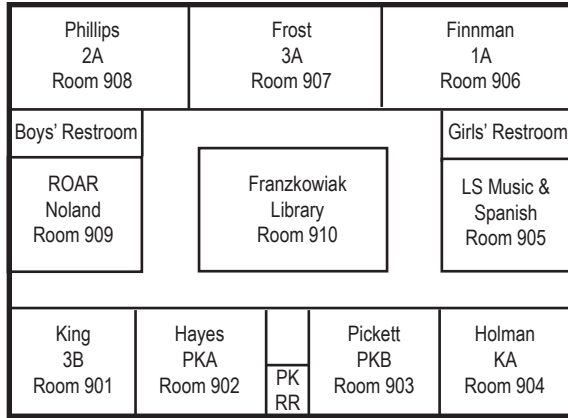 Phillips
2A
Room 908
Frost
3A
Room 907
Finnman
1A
Room 906
Boys' Restroom
Girls' Restroom
ROAR
Noland
Room 909
Franzkowiak
Library
Room 910
LS Music &
Spanish
Room 905
King
3B
Room 901
Hayes
PKA
Room 902
PK
RR
Pickett
PKB
Room 903
Holman
KA
Room 904